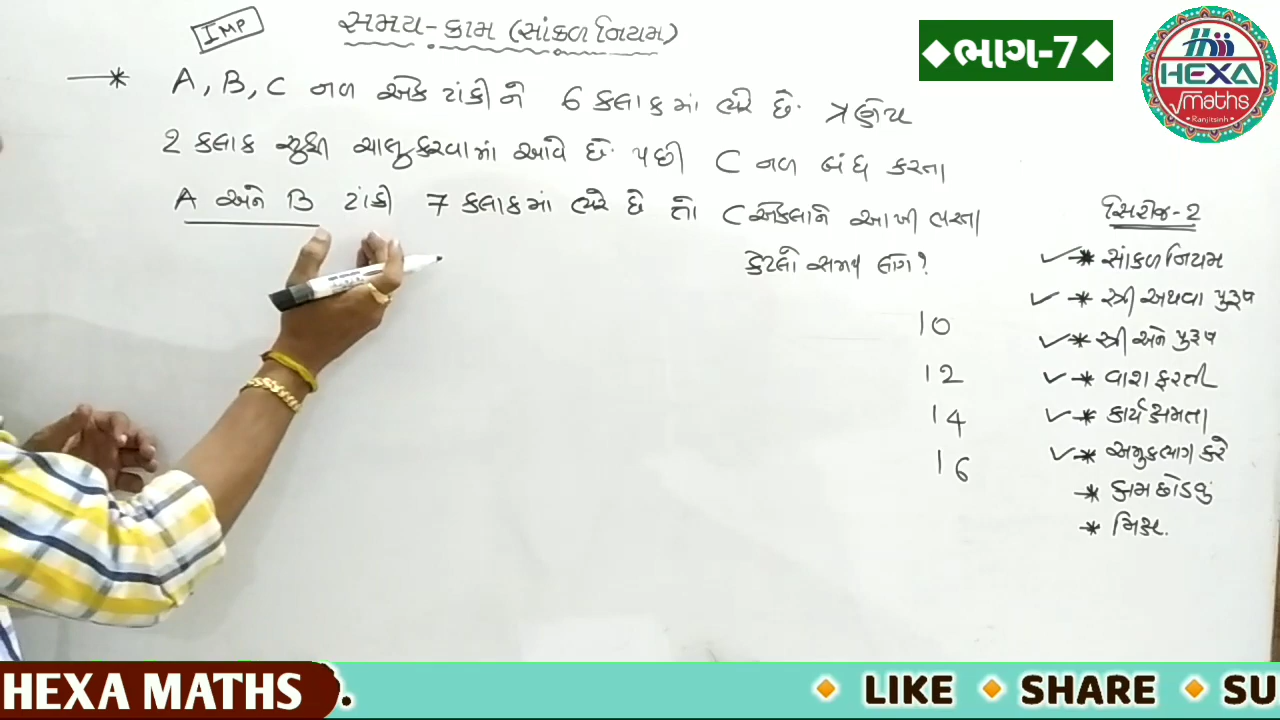 IMP
સમય-કામ (સાંકળ નિયમ)
◆ભાગ-7◆
HEXA
√maths
Ranjitsinh
* A, B, C નળ એક ટાંકીને 6 કલાકમાં ભરે છે. ત્રણેય
2 કલાક સુધી ચાલુ કરવામાં આવે છે. પછી C નળ બંધ કરતા
A અને B ટાંકી 7 કલાકમાં ભરે છે તો C એકલાને આખી ભરતા
કેટલો સમય લાગે?
10
12
14
16
સિરીઝ-2
✓* સાંકળ નિયમ
✓* સ્ત્રી અથવા પુરૂષ
✓* સ્ત્રી અને પુરૂષ
✓* વારા ફરતી
✓* કાર્યક્ષમતા
✓* અમુક ભાગ કરે
* કામ છોડવું
* મિક્ષ.
HEXA MATHS . 🔸 LIKE 🔸 SHARE 🔸 SU